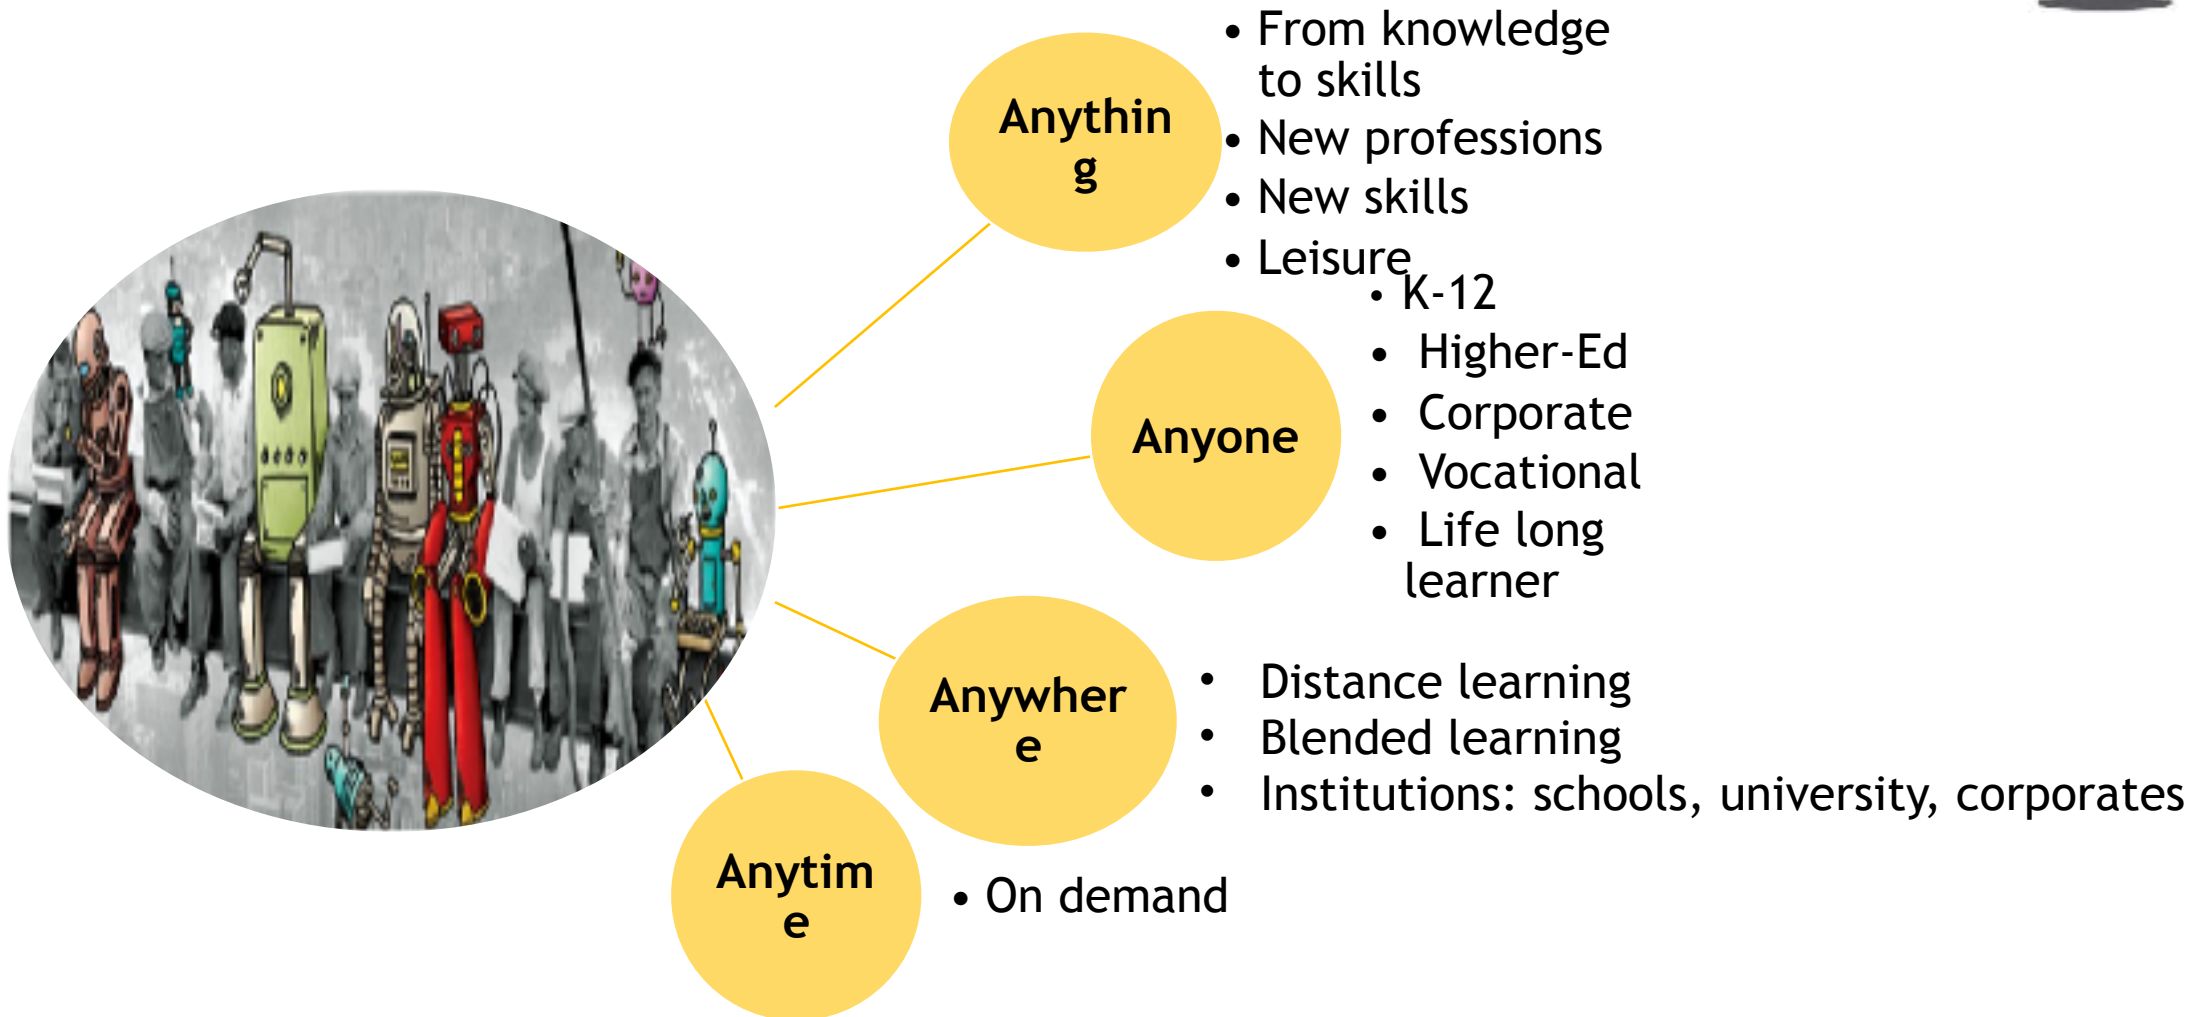 Anythin
g
• From knowledge
to skills
• New professions
• New skills
• Leisure
Anyone
• K-12
• Higher-Ed
• Corporate
• Vocational
• Life long
learner
Anywher
e
• Distance learning
• Blended learning
• Institutions: schools, university, corporates
Anytim
e
• On demand